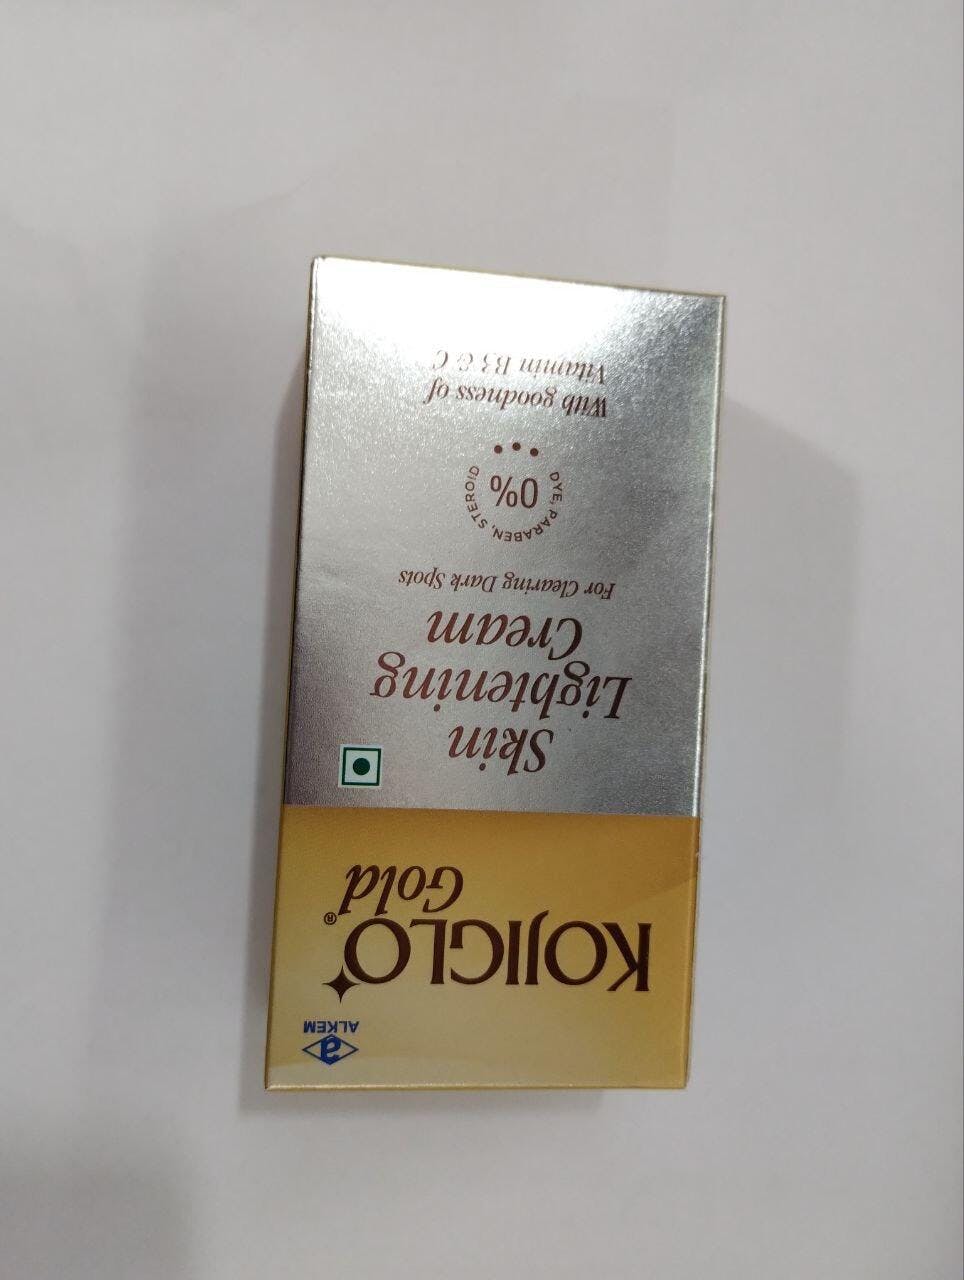 ALKEM
KOJIGLO®
Gold
Skin
Lightening
Cream
For Clearing Dark Spots
0%
DYE, PARABEN, STEROID
With goodness of
Vitamin B3 & C